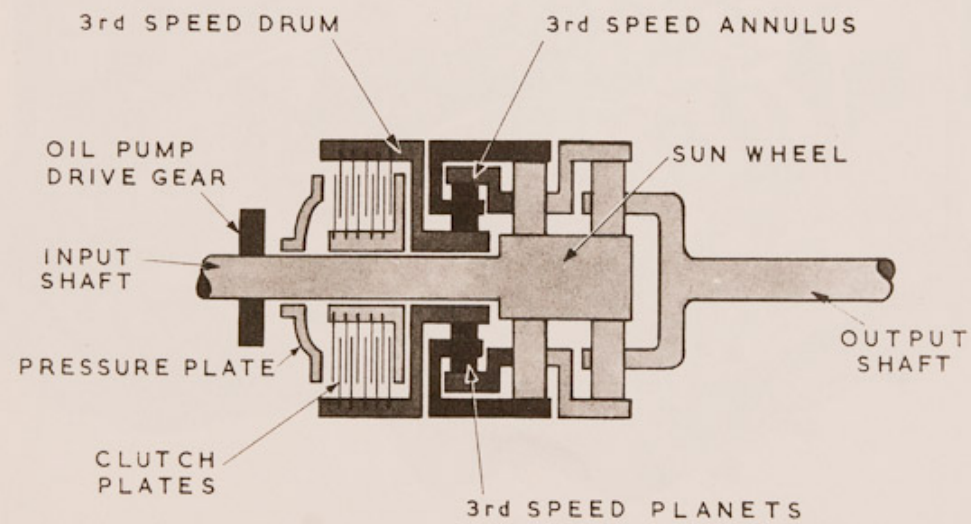 3rd SPEED DRUM
3rd SPEED ANNULUS
OIL PUMP
DRIVE GEAR
SUN WHEEL
INPUT
SHAFT
OUTPUT
SHAFT
PRESSURE PLATE
CLUTCH
PLATES
3rd SPEED PLANETS